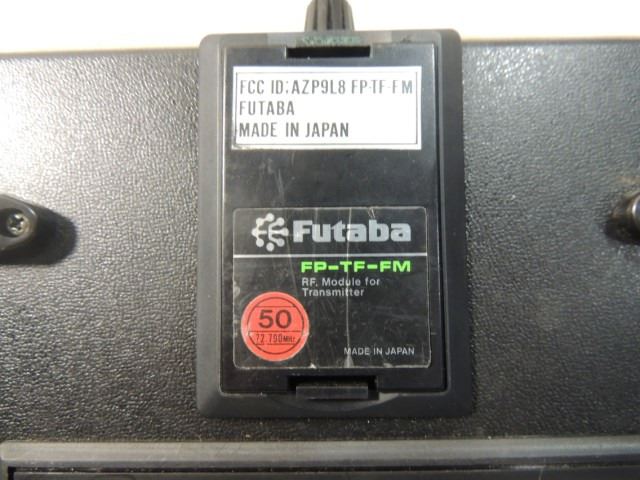 FCC ID:AZP9L8 FP-TF-FM
FUTABA
MADE IN JAPAN
Futaba
FP-TF-FM
RF. Module for
Transmitter
50
72.790MHz
MADE IN JAPAN